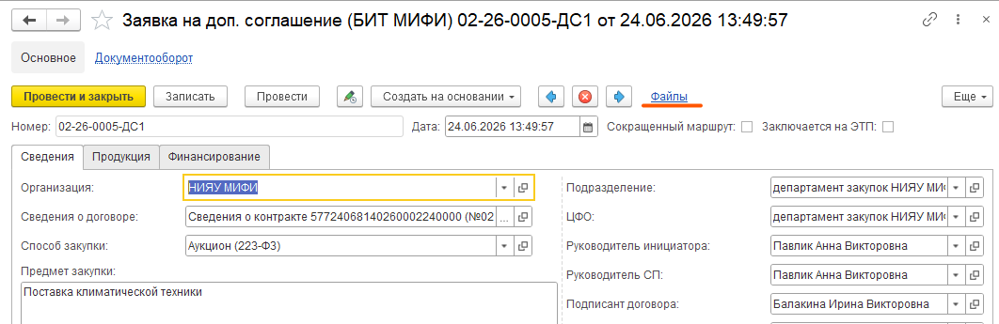 Заявка на доп. соглашение (БИТ МИФИ) 02-26-0005-ДС1 от 24.06.2026 13:49:57
Основное Документооборот
Провести и закрыть Записать Провести Создать на основании Файлы Еще
Номер: 02-26-0005-ДС1 Дата: 24.06.2026 13:49:57 Сокращенный маршрут: Заключается на ЭТП:
Сведения Продукция Финансирование
Организация: НИЯУ МИФИ Подразделение: департамент закупок НИЯУ МИФ
Сведения о договоре: Сведения о контракте 57724068140260002240000 (№02 ... ЦФО: департамент закупок НИЯУ МИФ
Способ закупки: Аукцион (223-ФЗ) Руководитель инициатора: Павлик Анна Викторовна
Предмет закупки: Руководитель СП: Павлик Анна Викторовна
Поставка климатической техники Подписант договора: Балакина Ирина Викторовна